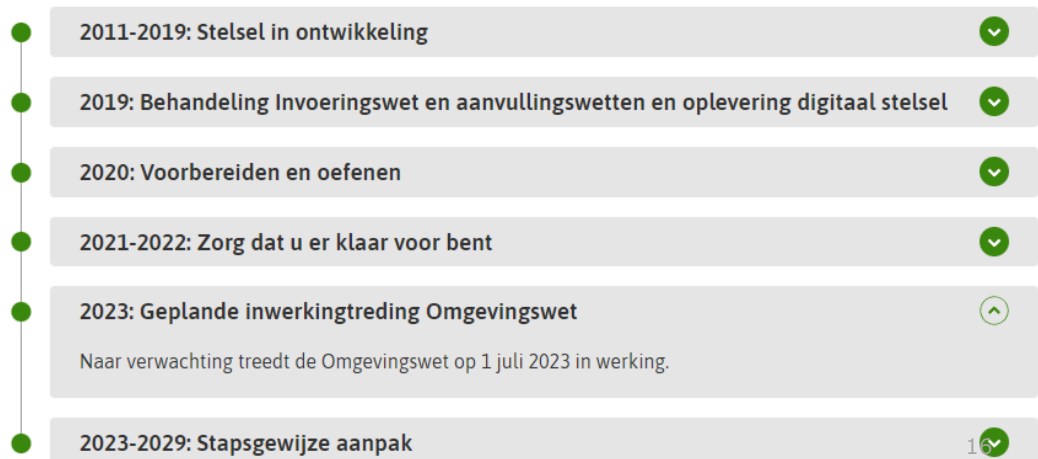 2011-2019: Stelsel in ontwikkeling
2019: Behandeling Invoeringswet en aanvullingswetten en oplevering digitaal stelsel
2020: Voorbereiden en oefenen
2021-2022: Zorg dat u er klaar voor bent
2023: Geplande inwerkingtreding Omgevingswet
Naar verwachting treedt de Omgevingswet op 1 juli 2023 in werking.
2023-2029: Stapsgewijze aanpak
16